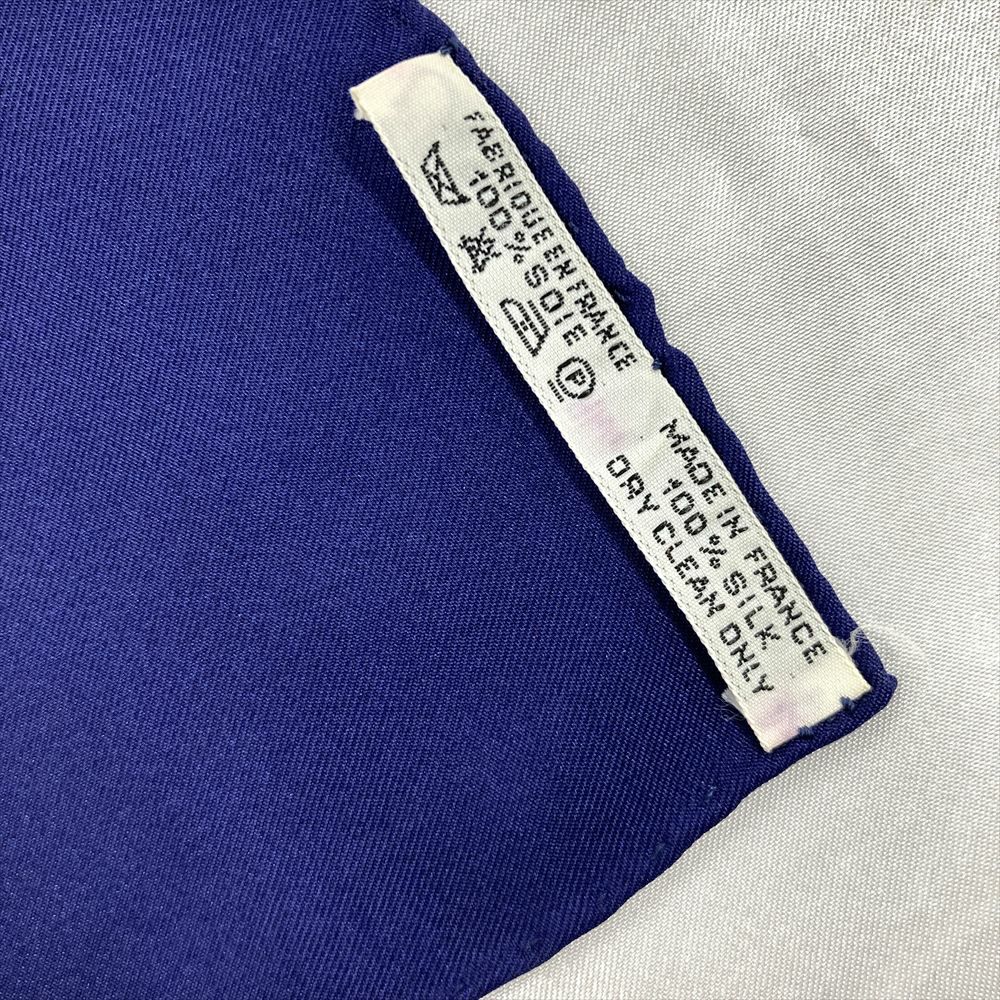 FABRIQUE EN FRANCE
100% SOIE
P
MADE IN FRANCE
100% SILK
DRY CLEAN ONLY